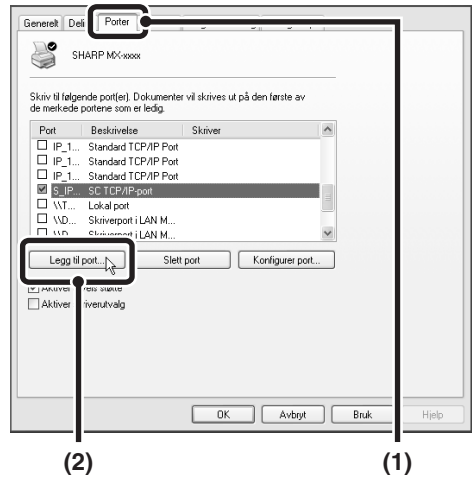 Generelt Deli Porter
SHARP MX-xxxx
Skriv til følgende port(er). Dokumenter vil skrives ut på den første av
de merkede portene som er ledig.
Port Beskrivelse Skriver
IP_1... Standard TCP/IP Port
IP_1... Standard TCP/IP Port
IP_1... Standard TCP/IP Port
S_IP... SC TCP/IP-port
\\T... Lokal port
\\D... Skriverport i LAN M...
\\D... Skriverport i LAN M...
Legg til port... Slett port Konfigurer port...
Aktiver støtte
Aktiver
OK Avbryt Bruk Hjelp
(2) (1)